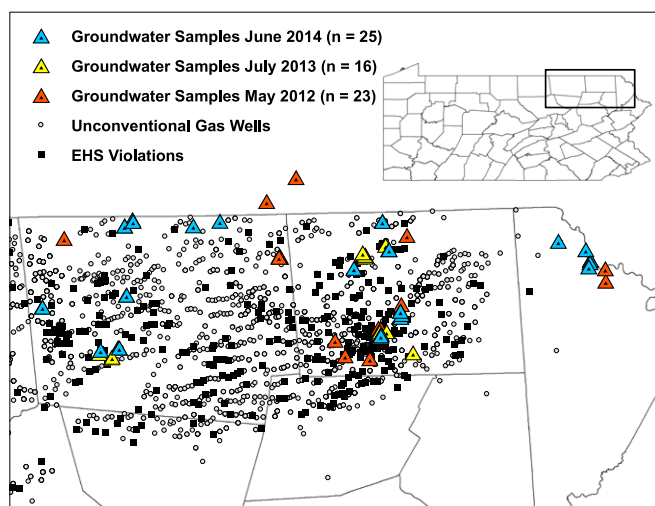 Groundwater Samples June 2014 (n = 25)
Groundwater Samples July 2013 (n = 16)
Groundwater Samples May 2012 (n = 23)
Unconventional Gas Wells
EHS Violations